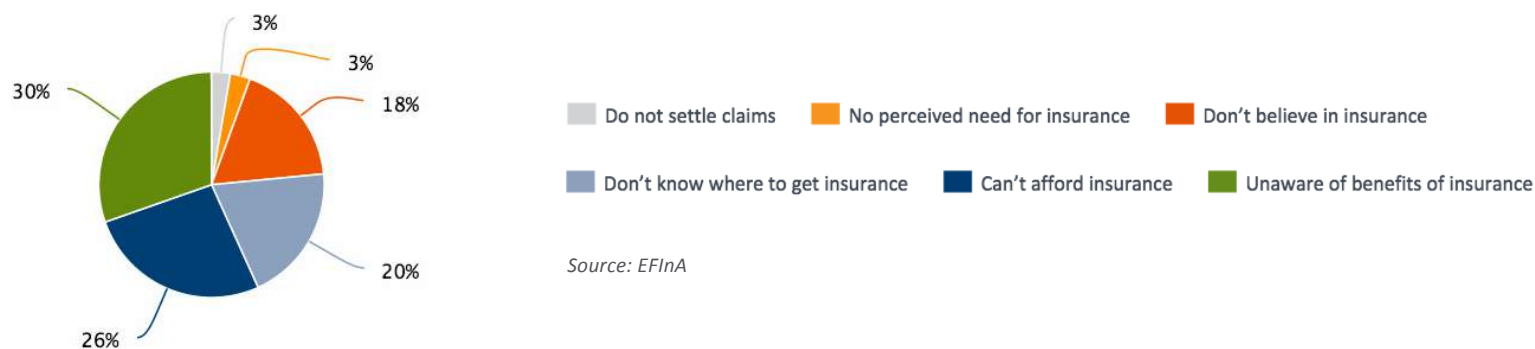 3%
3%
30%
18%
Do not settle claims No perceived need for insurance Don't believe in insurance
Don't know where to get insurance Can't afford insurance Unaware of benefits of insurance
Source: EFInA
20%
26%